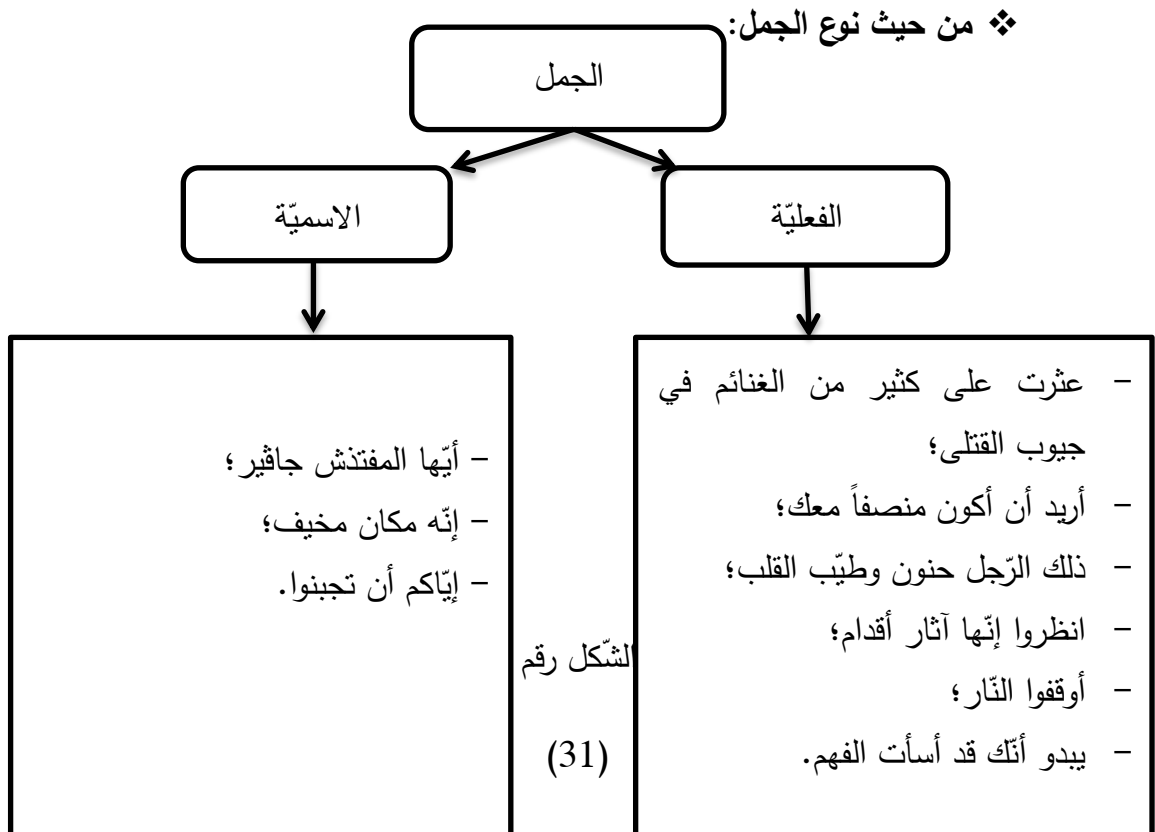 ❖ من حيث نوع الجمل:
الجمل
الفعليّة
الاسميّة
- عثرت على كثير من الغنائم في
جيوب القتلى؛
- أريد أن أكون منصفاً معك؛
- ذلك الرّجل حنون وطيّب القلب؛
- انظروا إنّها آثار أقدام؛
- أوقفوا النّار؛
- يبدو أنّك قد أسأت الفهم.
- أيّها المفتذش جاڤير؛
- إنّه مكان مخيف؛
- إيّاكم أن تجبنوا.
الشّكل رقم
(31)